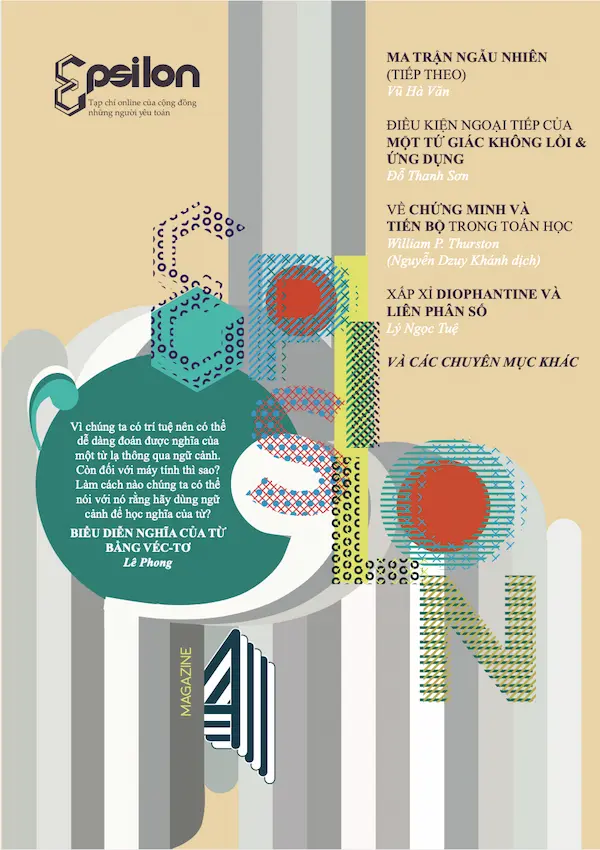 Epsilon
Tạp chí online của cộng đồng
những người yêu toán
MA TRẬN NGẪU NHIÊN
(TIẾP THEO)
Vũ Hà Văn
ĐIỀU KIỆN NGOẠI TIẾP CỦA
MỘT TỨ GIÁC KHÔNG LỒI &
ỨNG DỤNG
Đỗ Thanh Sơn
VỀ CHỨNG MINH VÀ
TIẾN BỘ TRONG TOÁN HỌC
William P. Thurston
(Nguyễn Dzuy Khánh dịch)
XẤP XỈ DIOPHANTINE VÀ
LIÊN PHÂN SỐ
Lý Ngọc Tuệ
VÀ CÁC CHUYÊN MỤC KHÁC
EPSILON
Vì chúng ta có trí tuệ nên có thể
dễ dàng đoán được nghĩa của
một từ lạ thông qua ngữ cảnh.
Còn đối với máy tính thì sao?
Làm cách nào chúng ta có thể
nói với nó rằng hãy dùng ngữ
cảnh để học nghĩa của từ?
BIỂU DIỄN NGHĨA CỦA TỪ
BẰNG VÉC-TƠ
Lê Phong
MAGAZINE
4